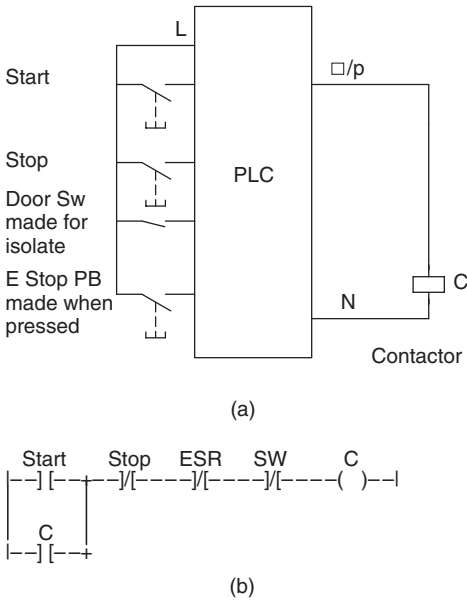 L
Start
□/p
Stop
PLC
Door Sw
made for
isolate
E Stop PB
made when
pressed
C
N
Contactor
(a)
Start Stop ESR SW C
|––] [––+––]/[––––]/[––––]/[––––( )––|
C
|––] [––+
(b)